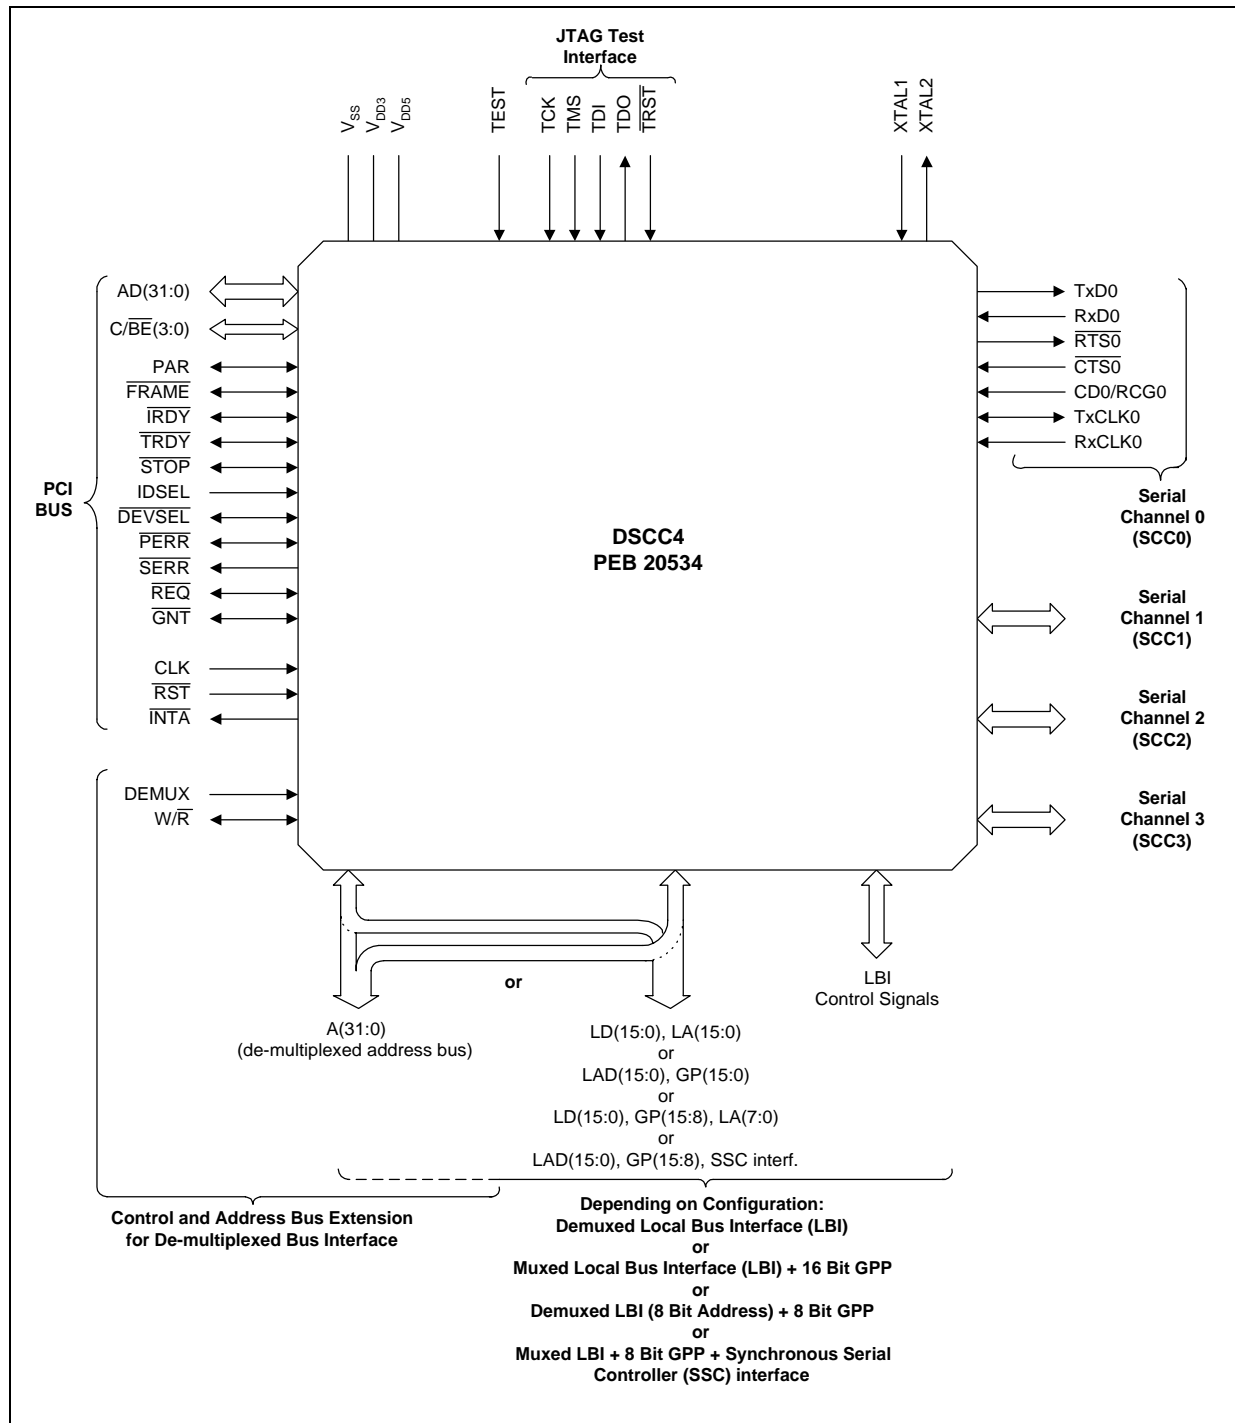 JTAG Test
Interface
VSS
VDD3
VDD5
TEST
TCK
TMS
TDI
TDO
TRST
XTAL1
XTAL2
AD(31:0)
C/BE(3:0)
PAR
FRAME
IRDY
TRDY
STOP
IDSEL
DEVSEL
PERR
SERR
REQ
GNT
CLK
RST
INTA
PCI
BUS
DEMUX
W/R
DSCC4
PEB 20534
TxD0
RxD0
RTS0
CTS0
CD0/RCG0
TxCLK0
RxCLK0
Serial
Channel 0
(SCC0)
Serial
Channel 1
(SCC1)
Serial
Channel 2
(SCC2)
Serial
Channel 3
(SCC3)
or
LBI
Control Signals
A(31:0)
(de-multiplexed address bus)
LD(15:0), LA(15:0)
or
LAD(15:0), GP(15:0)
or
LD(15:0), GP(15:8), LA(7:0)
or
LAD(15:0), GP(15:8), SSC interf.
Control and Address Bus Extension
for De-multiplexed Bus Interface
Depending on Configuration:
Demuxed Local Bus Interface (LBI)
or
Muxed Local Bus Interface (LBI) + 16 Bit GPP
or
Demuxed LBI (8 Bit Address) + 8 Bit GPP
or
Muxed LBI + 8 Bit GPP + Synchronous Serial
Controller (SSC) interface